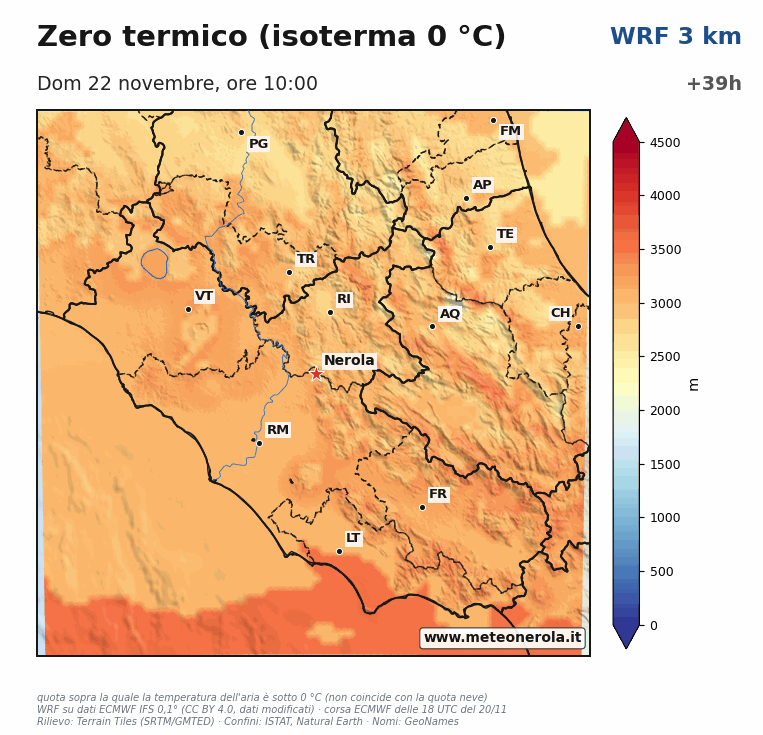 Zero termico (isoterma 0 °C)
WRF 3 km
Dom 22 novembre, ore 10:00
+39h
FM
PG
AP
TE
TR
VT
RI
AQ
CH
Nerola
RM
FR
LT
www.meteonerola.it
4500
4000
3500
3000
2500
2000
1500
1000
500
0
m
quota sopra la quale la temperatura dell'aria è sotto 0 °C (non coincide con la quota neve)
WRF su dati ECMWF IFS 0,1° (CC BY 4.0, dati modificati) · corsa ECMWF delle 18 UTC del 20/11
Rilievo: Terrain Tiles (SRTM/GMTED) · Confini: ISTAT, Natural Earth · Nomi: GeoNames